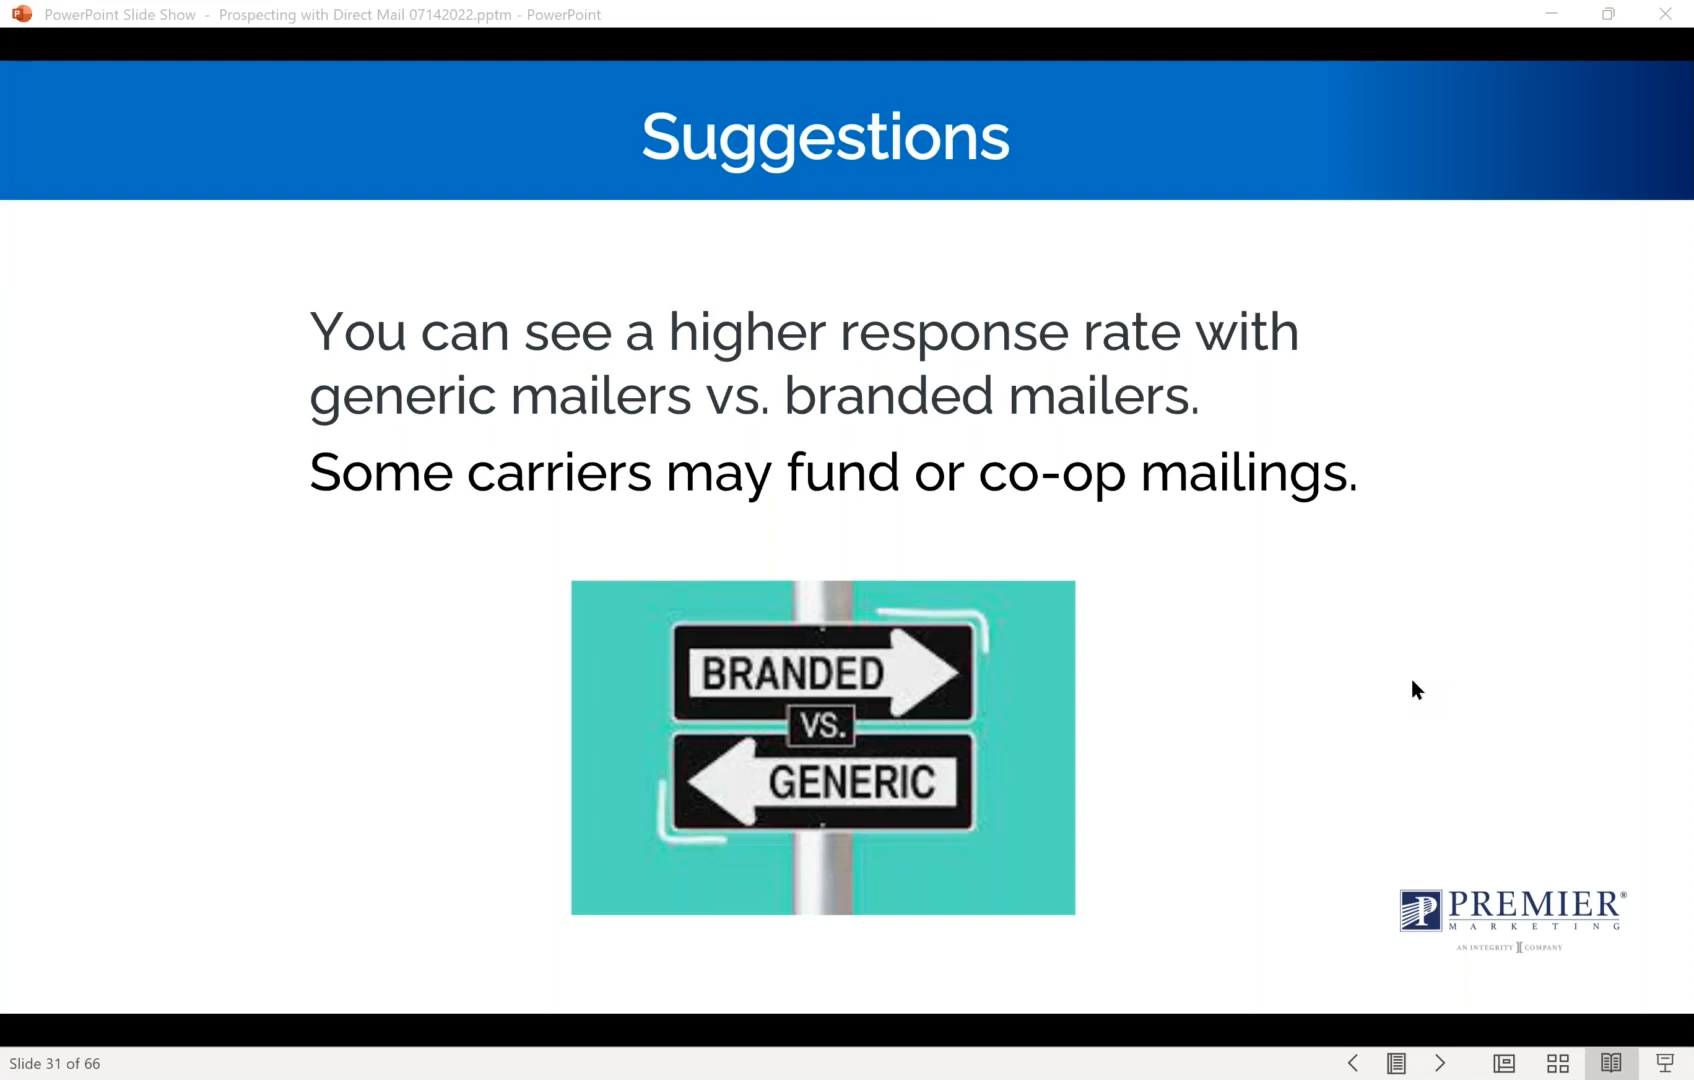 PowerPoint Slide Show - Prospecting with Direct Mail 07142022.pptm - PowerPoint
Suggestions
You can see a higher response rate with
generic mailers vs. branded mailers.
Some carriers may fund or co-op mailings.
BRANDED
VS.
GENERIC
PREMIER®
MARKETING
AN INTEGRITY COMPANY
Slide 31 of 66